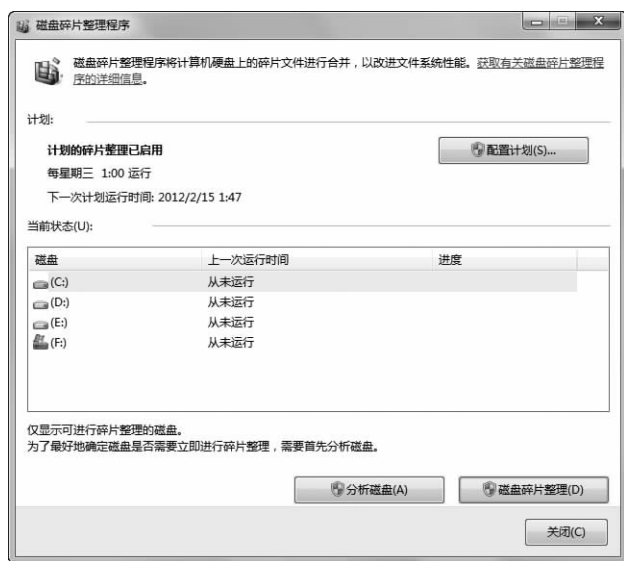 磁盘碎片整理程序
磁盘碎片整理程序将计算机硬盘上的碎片文件进行合并，以改进文件系统性能。获取有关磁盘碎片整理程
序的详细信息。
计划:
计划的碎片整理已启用
配置计划(S)...
每星期三 1:00 运行
下一次计划运行时间: 2012/2/15 1:47
当前状态(U):
磁盘 上一次运行时间 进度
(C:) 从未运行
(D:) 从未运行
(E:) 从未运行
(F:) 从未运行
仅显示可进行碎片整理的磁盘。
为了最好地确定磁盘是否需要立即进行碎片整理，需要首先分析磁盘。
分析磁盘(A) 磁盘碎片整理(D)
关闭(C)